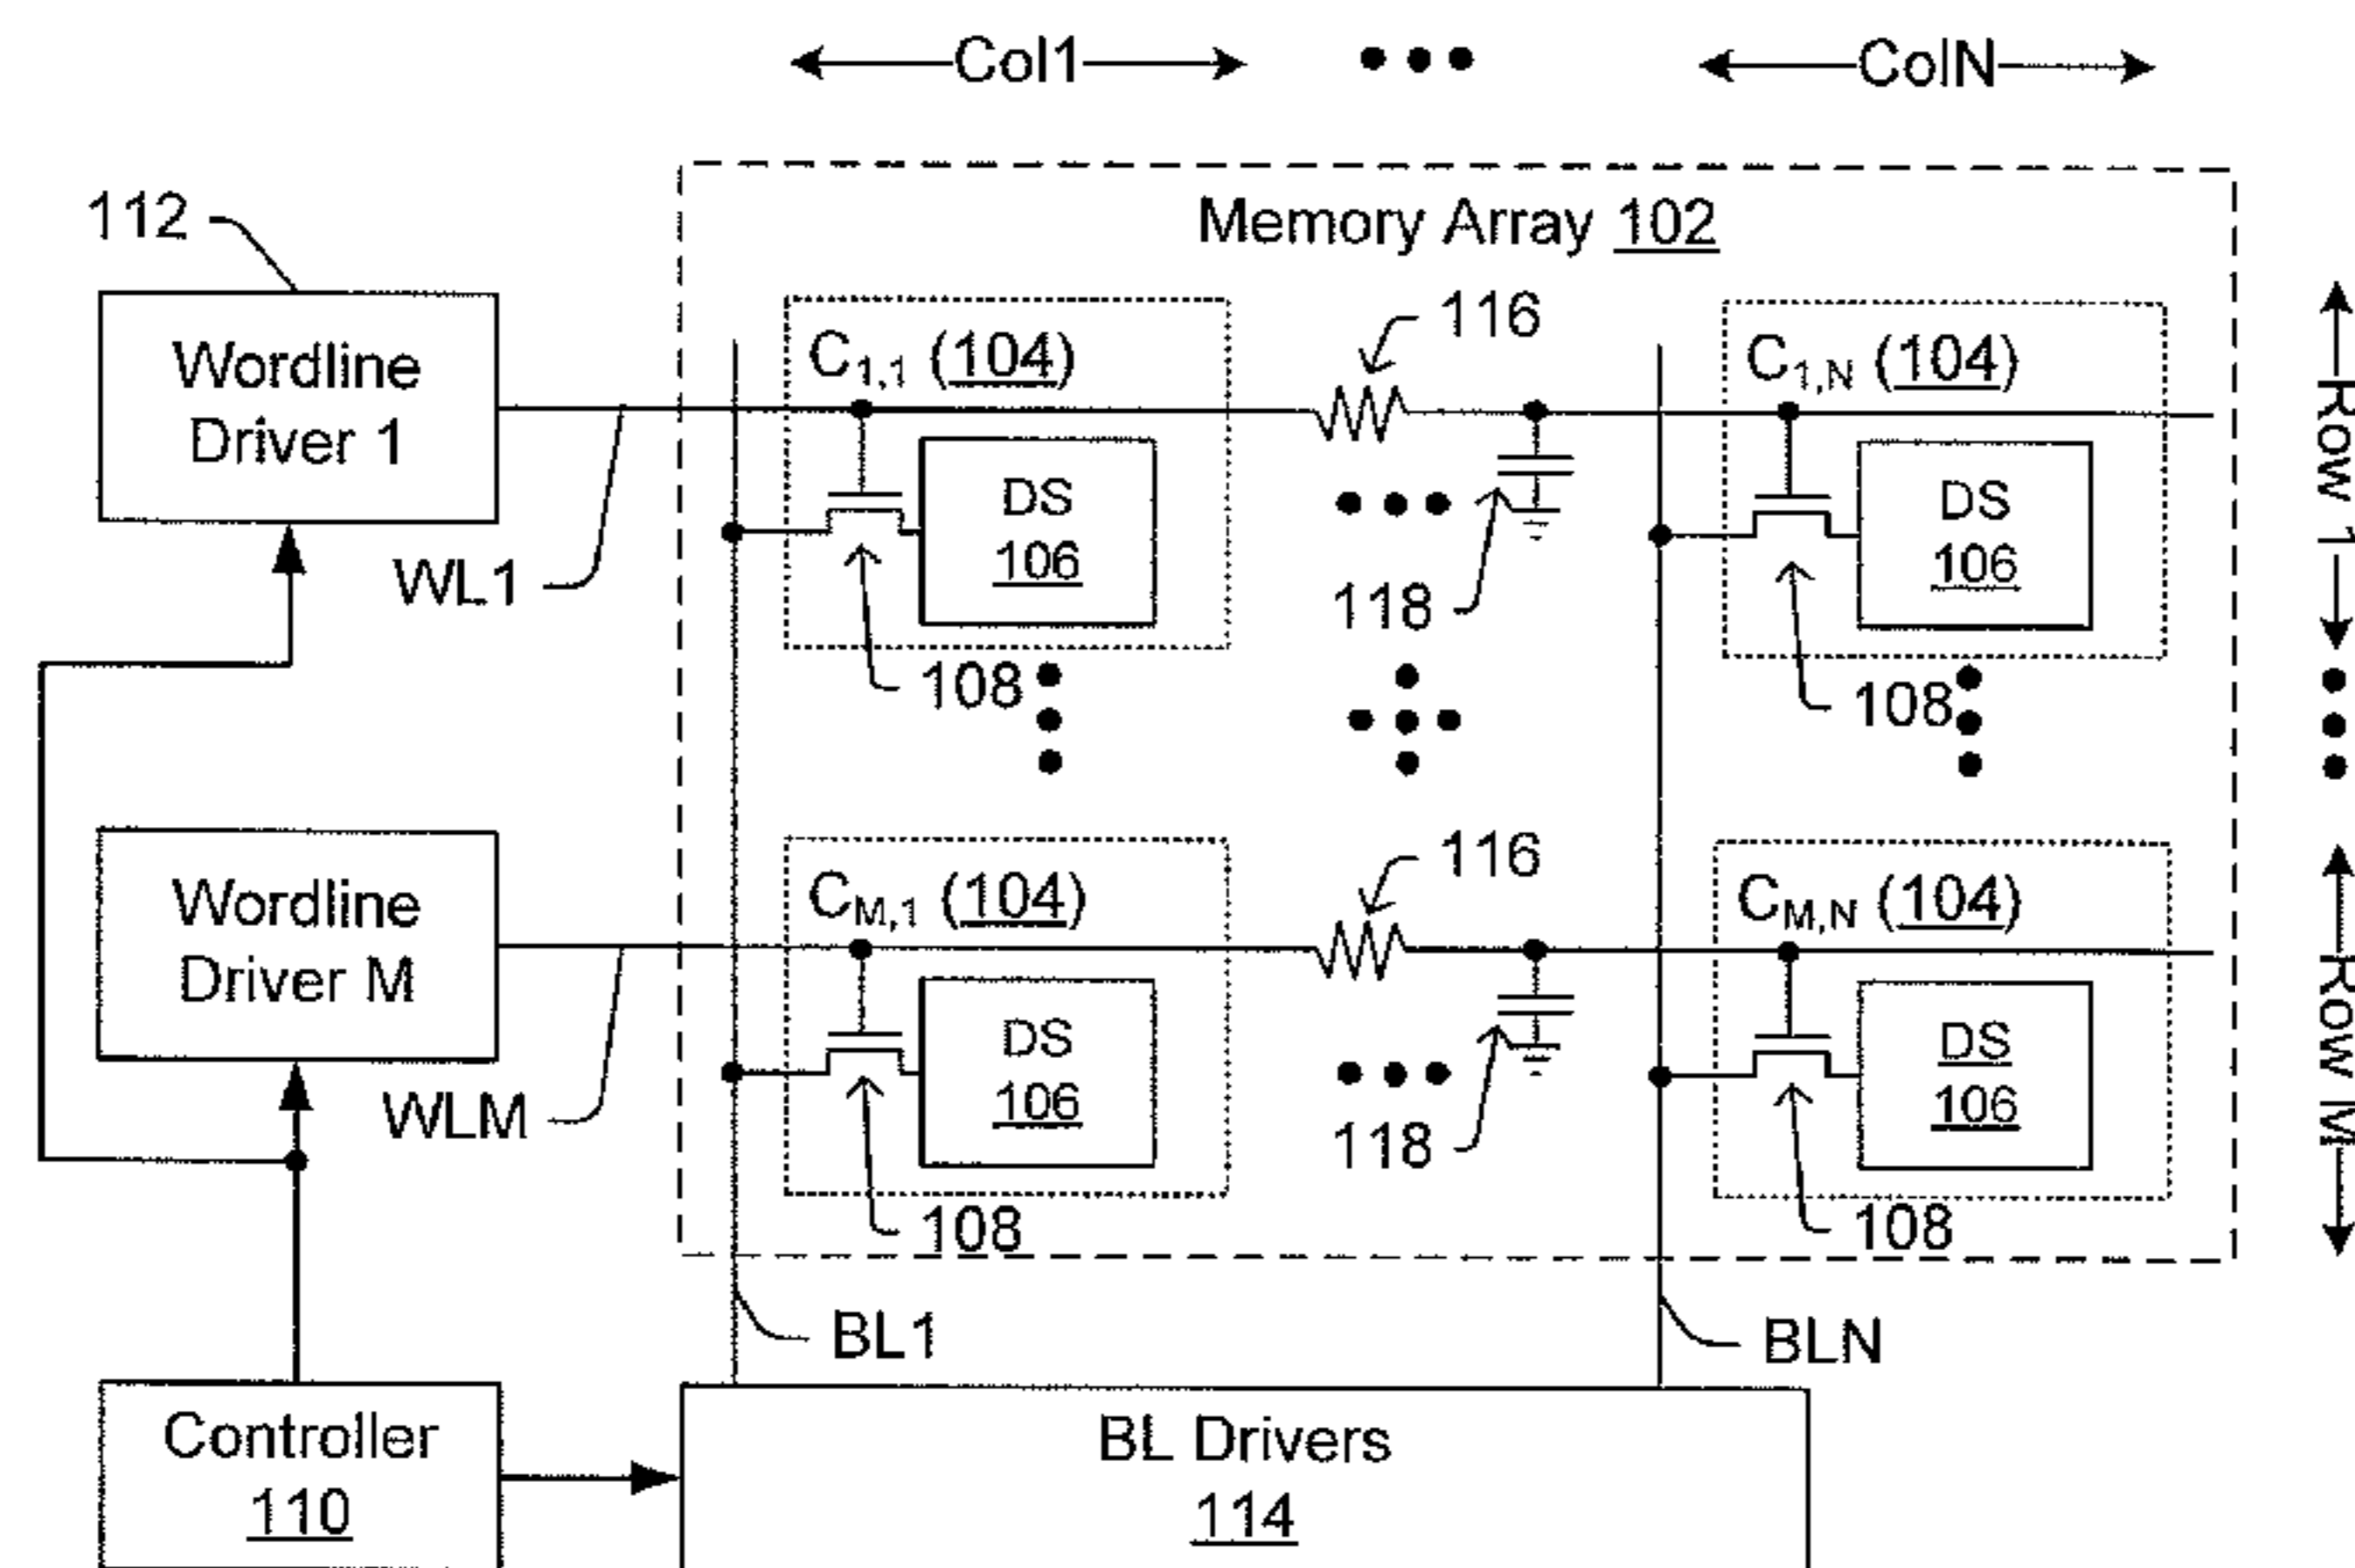 Col1 ••• ColN
112
Memory Array 102
Wordline
Driver 1
C1,1 (104)
116
C1,N (104)
Row 1
DS
106
DS
106
WL1
118
108
108
Wordline
Driver M
CM,1 (104)
116
CM,N (104)
Row M
DS
106
DS
106
WLM
118
108
108
BL1
BLN
Controller
110
BL Drivers
114